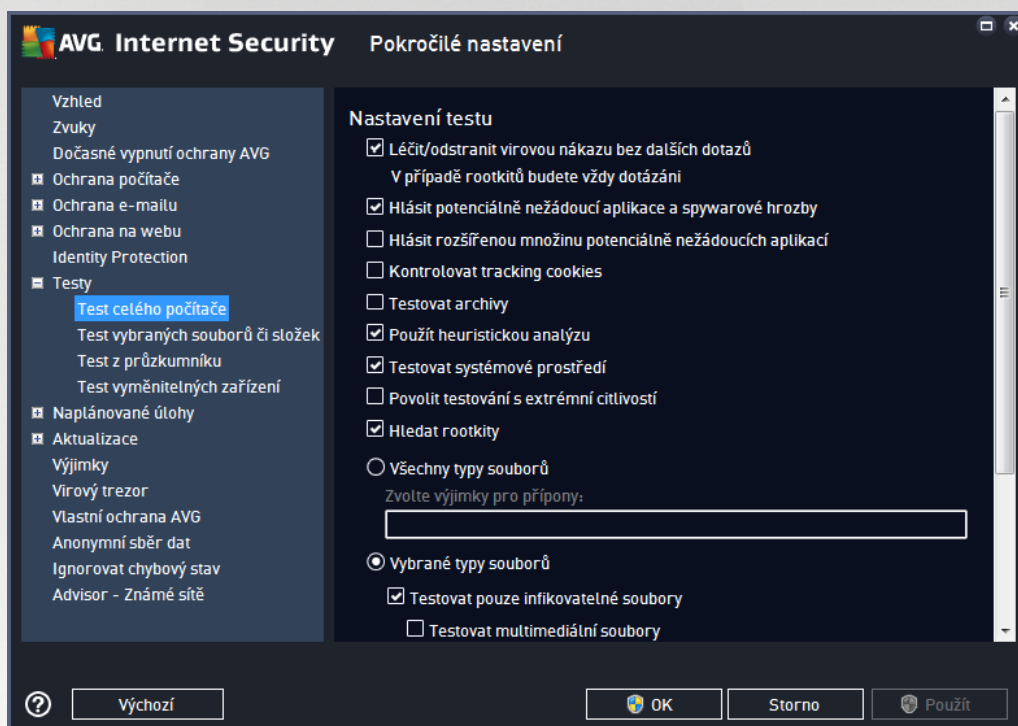 AVG. Internet Security
Pokročilé nastavení
Vzhled
Zvuky
Dočasné vypnutí ochrany AVG
Ochrana počítače
Ochrana e-mailu
Ochrana na webu
Identity Protection
Testy
Test celého počítače
Test vybraných souborů či složek
Test z průzkumníku
Test vyměnitelných zařízení
Naplánované úlohy
Aktualizace
Výjimky
Virový trezor
Vlastní ochrana AVG
Anonymní sběr dat
Ignorovat chybový stav
Advisor - Známé sítě
Nastavení testu
Léčit/odstranit virovou nákazu bez dalších dotazů
V případě rootkitů budete vždy dotázáni
Hlásit potenciálně nežádoucí aplikace a spywarové hrozby
Hlásit rozšířenou množinu potenciálně nežádoucích aplikací
Kontrolovat tracking cookies
Testovat archivy
Použít heuristickou analýzu
Testovat systémové prostředí
Povolit testování s extrémní citlivostí
Hledat rootkity
Všechny typy souborů
Zvolte výjimky pro přípony:
Vybrané typy souborů
Testovat pouze infikovatelné soubory
Testovat multimediální soubory
Výchozí
OK
Storno
Použít